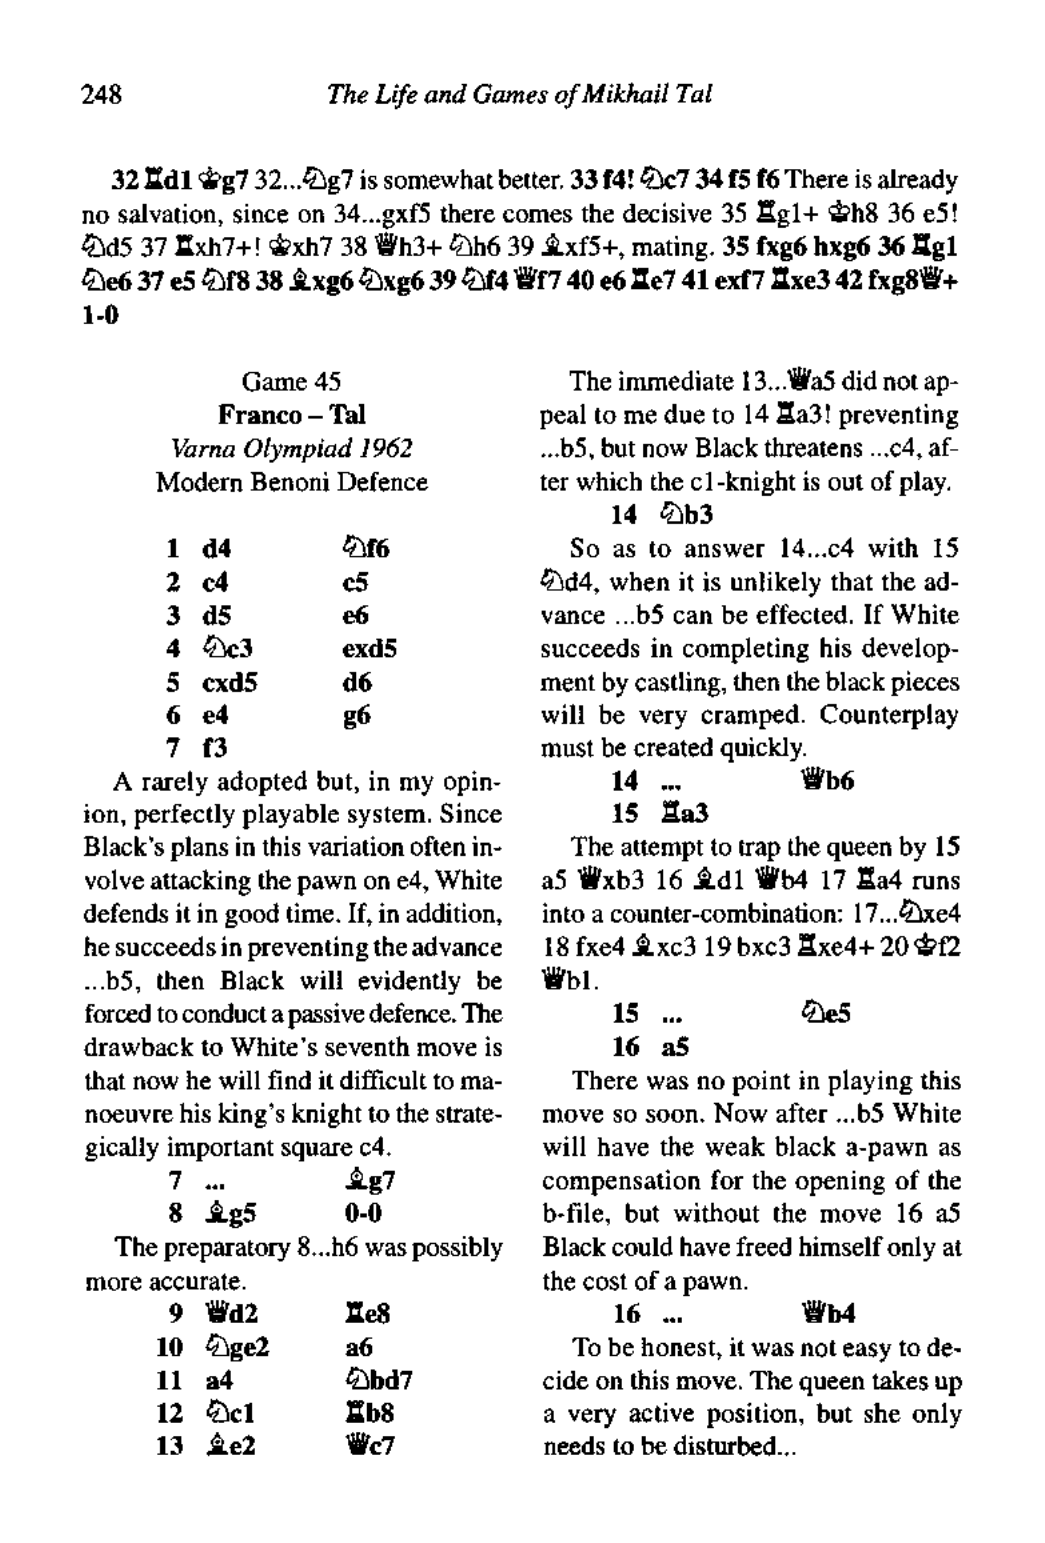 248 The Life and Games of Mikhail Tal
32 ♖d1 ♔g7 32...♘g7 is somewhat better. 33 f4! ♘c7 34 f5 f6 There is already
no salvation, since on 34...gxf5 there comes the decisive 35 ♖g1+ ♔h8 36 e5!
♘d5 37 ♖xh7+! ♔xh7 38 ♕h3+ ♘h6 39 ♗xf5+, mating. 35 fxg6 hxg6 36 ♖g1
♘e6 37 e5 ♘f8 38 ♗xg6 ♘xg6 39 ♘f4 ♕f7 40 e6 ♖e7 41 exf7 ♖xe3 42 fxg8♕+
1-0
Game 45
Franco – Tal
Varna Olympiad 1962
Modern Benoni Defence
1 d4 ♘f6
2 c4 c5
3 d5 e6
4 ♘c3 exd5
5 cxd5 d6
6 e4 g6
7 f3
A rarely adopted but, in my opin-
ion, perfectly playable system. Since
Black's plans in this variation often in-
volve attacking the pawn on e4, White
defends it in good time. If, in addition,
he succeeds in preventing the advance
...b5, then Black will evidently be
forced to conduct a passive defence. The
drawback to White's seventh move is
that now he will find it difficult to ma-
noeuvre his king's knight to the strate-
gically important square c4.
7 ... ♗g7
8 ♗g5 0-0
The preparatory 8...h6 was possibly
more accurate.
9 ♕d2 ♖e8
10 ♘ge2 a6
11 a4 ♘bd7
12 ♘c1 ♖b8
13 ♗e2 ♕c7
The immediate 13...♕a5 did not ap-
peal to me due to 14 ♖a3! preventing
...b5, but now Black threatens ...c4, af-
ter which the c1-knight is out of play.
14 ♘b3
So as to answer 14...c4 with 15
♘d4, when it is unlikely that the ad-
vance ...b5 can be effected. If White
succeeds in completing his develop-
ment by castling, then the black pieces
will be very cramped. Counterplay
must be created quickly.
14 ... ♕b6
15 ♖a3
The attempt to trap the queen by 15
a5 ♕xb3 16 ♗d1 ♕b4 17 ♖a4 runs
into a counter-combination: 17...♘xe4
18 fxe4 ♗xc3 19 bxc3 ♖xe4+ 20 ♔f2
♕b1.
15 ... ♘e5
16 a5
There was no point in playing this
move so soon. Now after ...b5 White
will have the weak black a-pawn as
compensation for the opening of the
b-file, but without the move 16 a5
Black could have freed himself only at
the cost of a pawn.
16 ... ♕b4
To be honest, it was not easy to de-
cide on this move. The queen takes up
a very active position, but she only
needs to be disturbed...